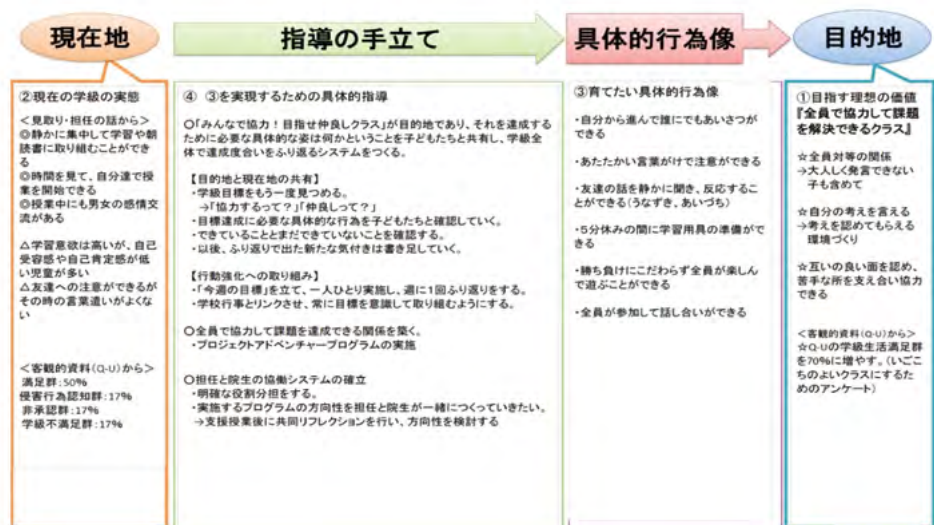 現在地
指導の手立て
具体的行為像
目的地
②現在の学級の実態
<見取り・担任の話から>
◎静かに集中して学習や朝
読書に取り組むことができ
る
◎時間を見て、自分達で授
業を開始できる
◎授業中にも男女の感情交
流がある
△学習意欲は高いが、自己
受容感や自己肯定感が低
い児童が多い
△友達への注意ができるが
その時の言葉遣いがよくな
い
<客観的資料(Q-U)から>
満足群:50%
侵害行為認知群:17%
非承認群:17%
学級不満足群:17%
④ ③を実現するための具体的指導
○「みんなで協力!目指せ仲良しクラス」が目的地であり、それを達成する
ために必要な具体的な姿は何かということを子どもたちと共有し、学級全
体で達成度合いをふり返るシステムをつくる。
【目的地と現在地の共有】
・学級目標をもう一度見つめる。
→「協力するって?」「仲良しって?」
・目標達成に必要な具体的な行為を子どもたちと確認していく。
・できていることとまだできていないことを確認する。
・以後、ふり返りで出た新たな気付きは書き足していく。
【行動強化への取り組み】
・「今週の目標」を立て、一人ひとり実施し、週に1回ふり返りをする。
・学校行事とリンクさせ、常に目標を意識して取り組むようにする。
○全員で協力して課題を達成できる関係を築く。
・プロジェクトアドベンチャープログラムの実施
○担任と院生の協働システムの確立
・明確な役割分担をする。
・実施するプログラムの方向性を担任と院生が一緒につくっていきたい。
→支援授業後に共同リフレクションを行い、方向性を検討する
③育てたい具体的行為像
・自分から進んで誰にでもあいさつが
できる
・あたたかい言葉がけで注意ができる
・友達の話を静かに聞き、反応するこ
とができる(うなずき、あいづち)
・5分休みの間に学習用具の準備がで
きる
・勝ち負けにこだわらず全員が楽しん
で遊ぶことができる
・全員が参加して話し合いができる
①目指す理想の価値
『全員で協力して課題
を解決できるクラス』
☆全員対等の関係
→大人しく発言できない
子も含めて
☆自分の考えを言える
→考えを認めてもらえる
環境づくり
☆互いの良い面を認め、
苦手な所を支え合い協力
できる
<客観的資料(Q-U)から>
☆Q-Uの学級生活満足群
を70%に増やす。(いごこ
ちのよいクラスにするた
めのアンケート)